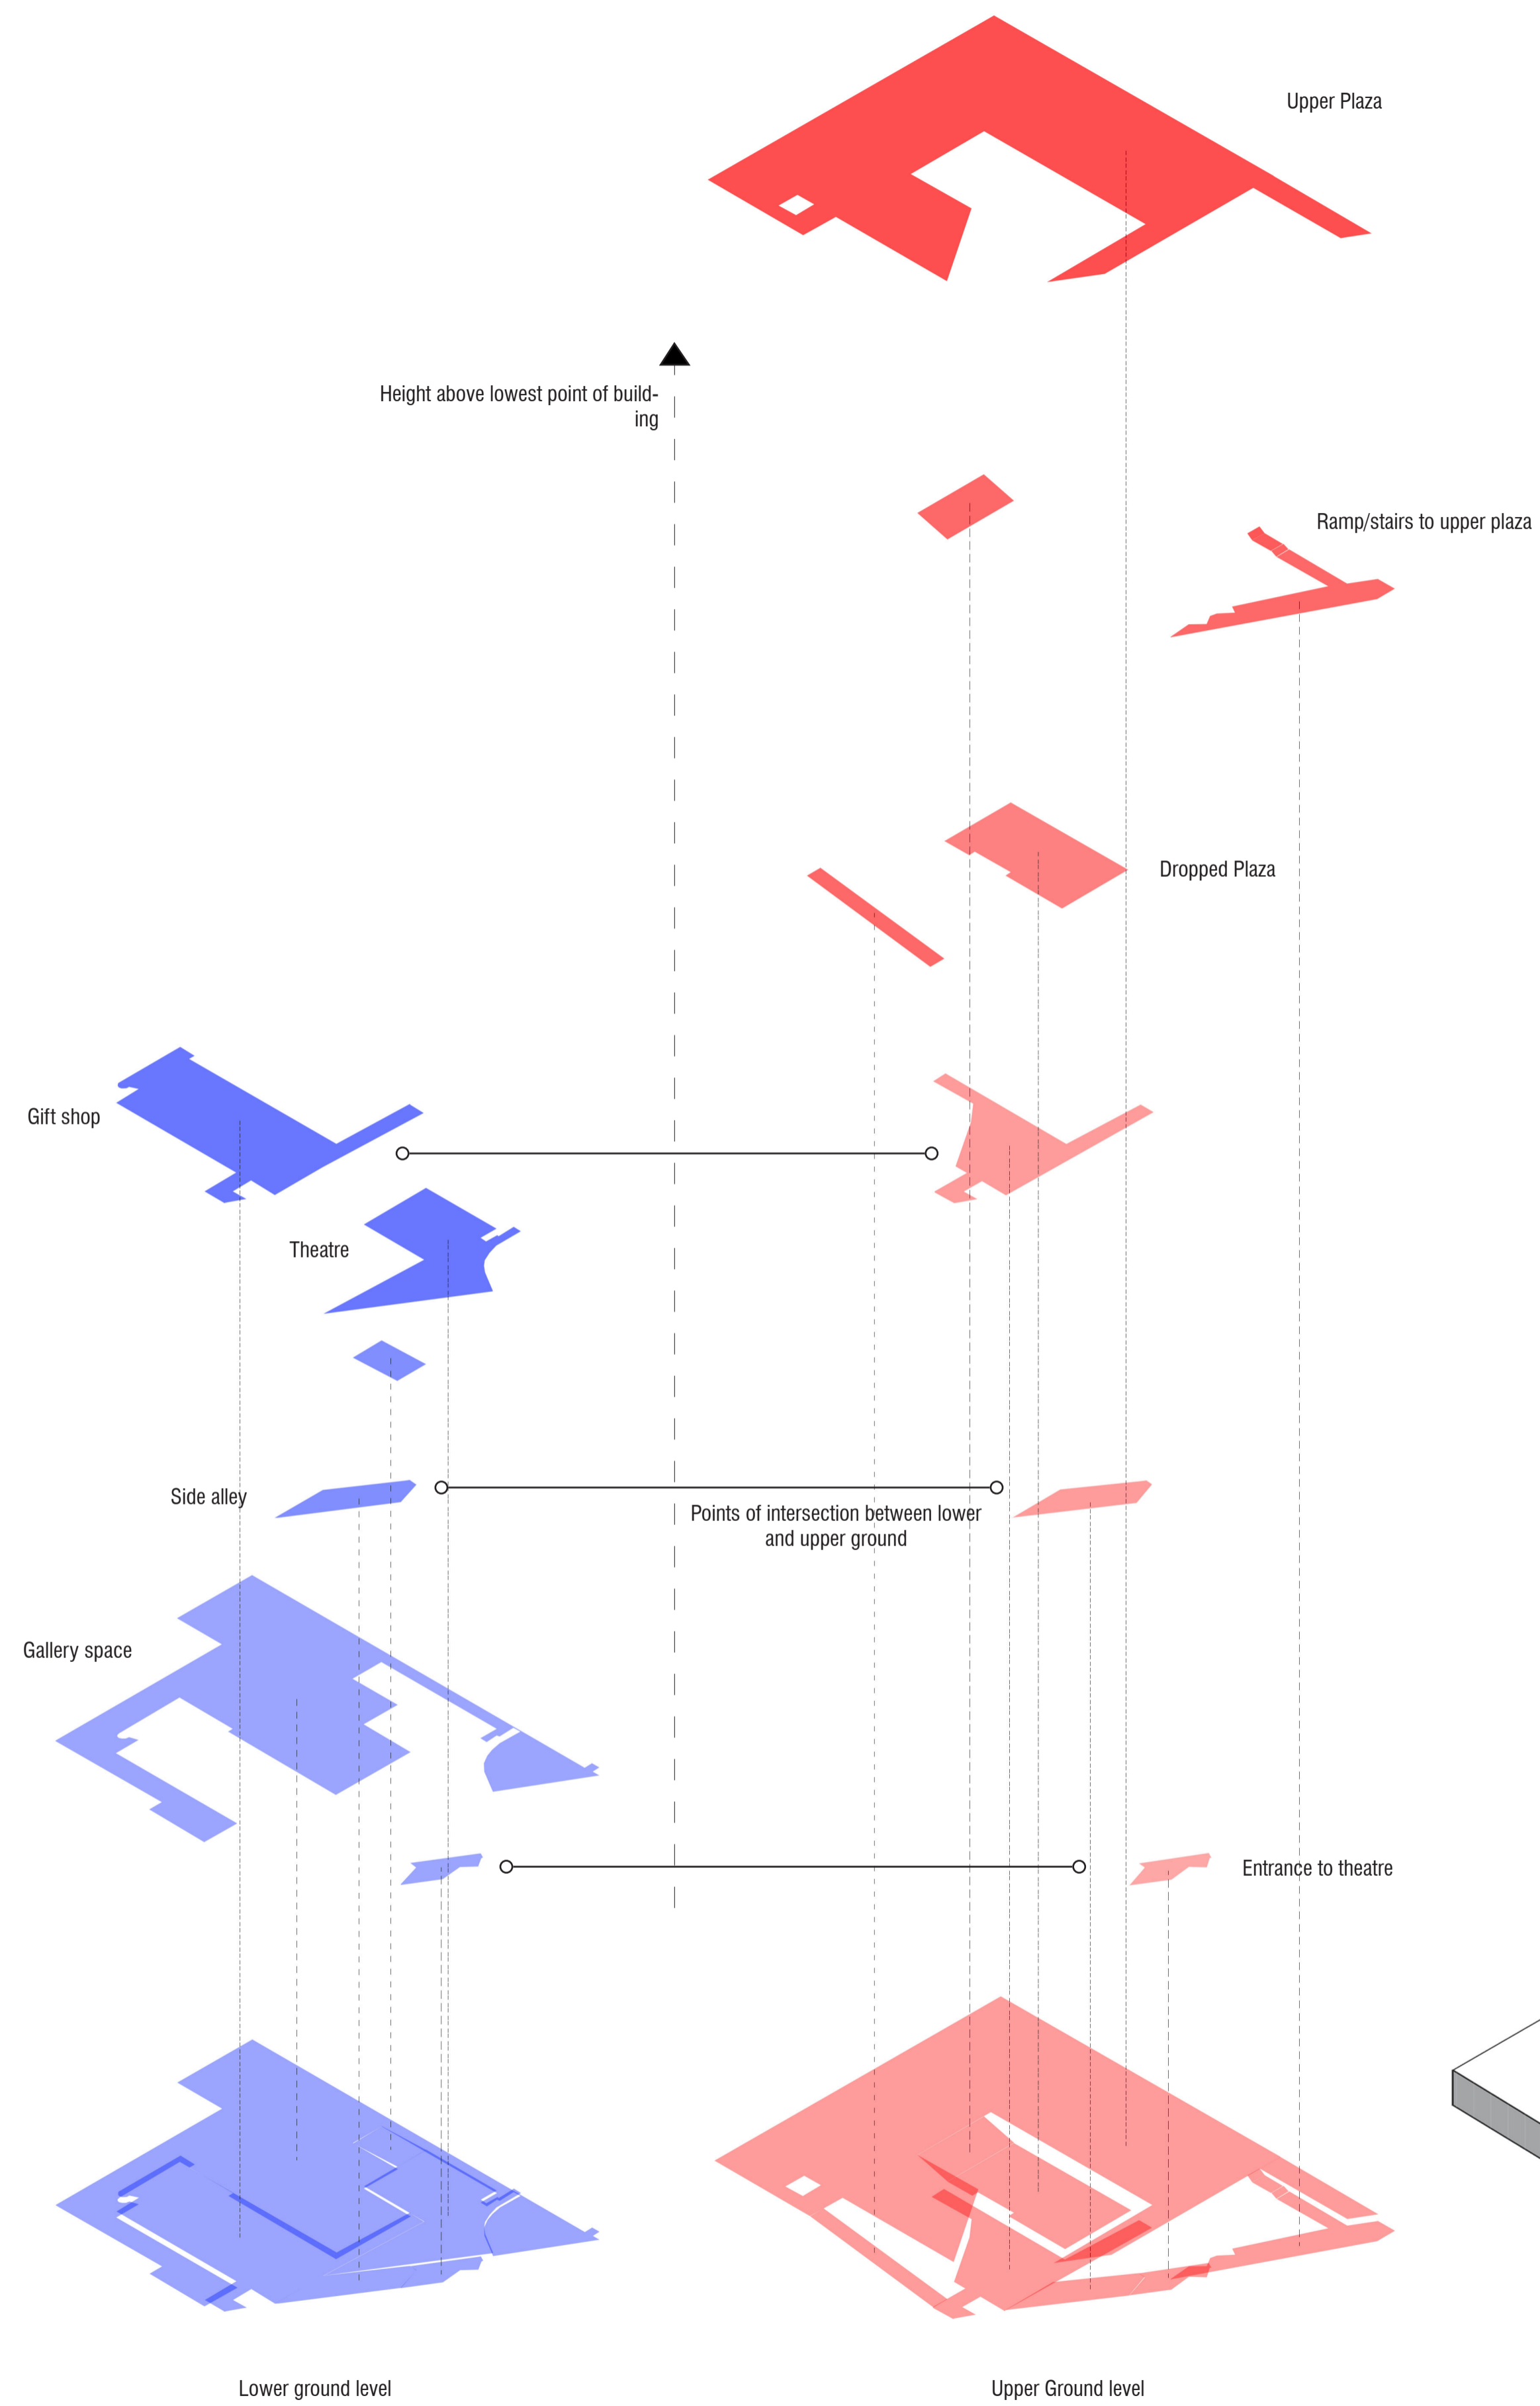 Upper Plaza
Height above lowest point of build-
ing
Ramp/stairs to upper plaza
Dropped Plaza
Gift shop
Theatre
Side alley
Points of intersection between lower
and upper ground
Gallery space
Entrance to theatre
Lower ground level
Upper Ground level